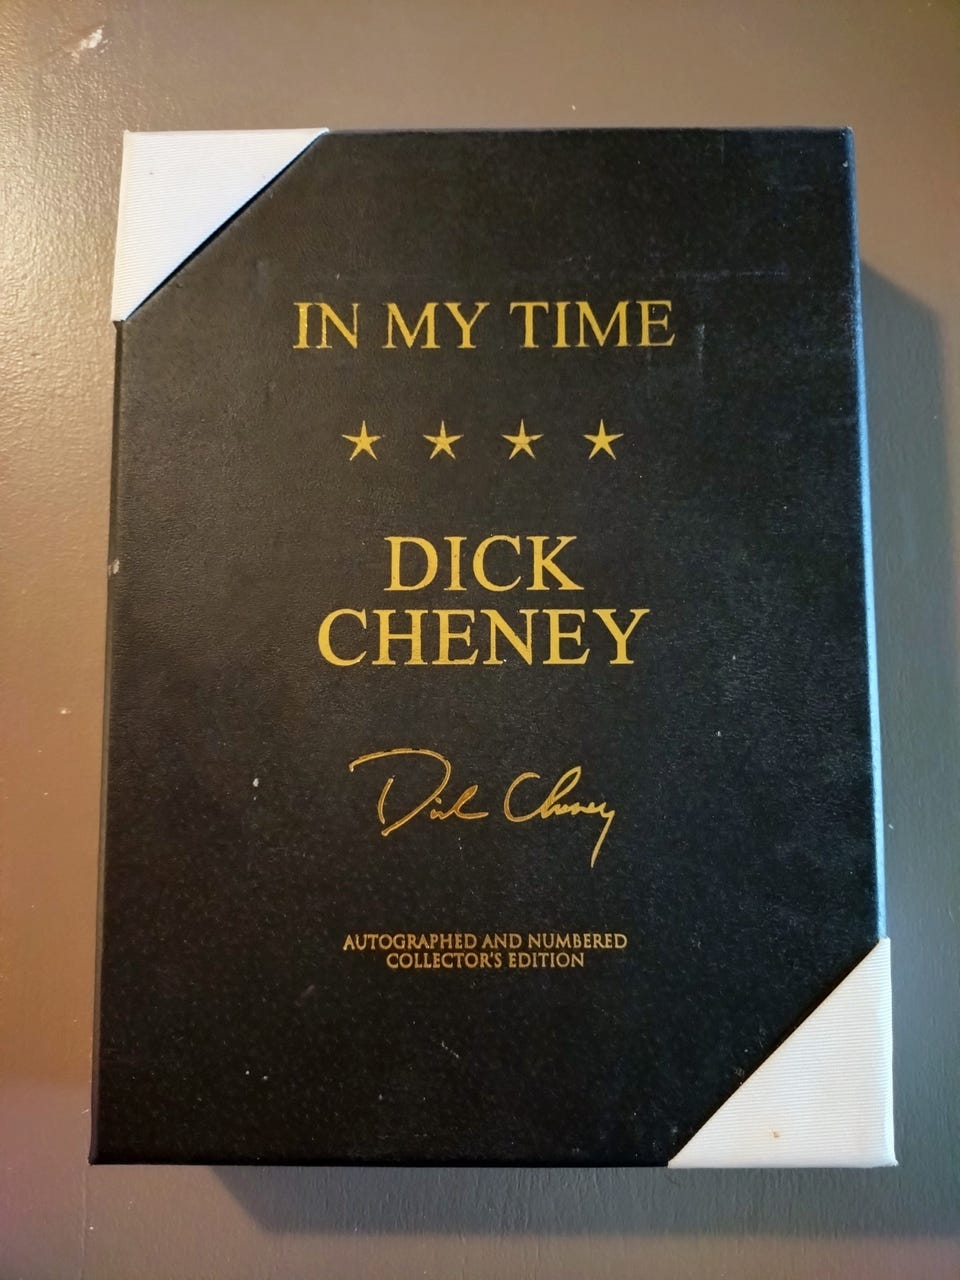 IN MY TIME
DICK
CHENEY
Dick Cheney
AUTOGRAPHED AND NUMBERED
COLLECTOR'S EDITION